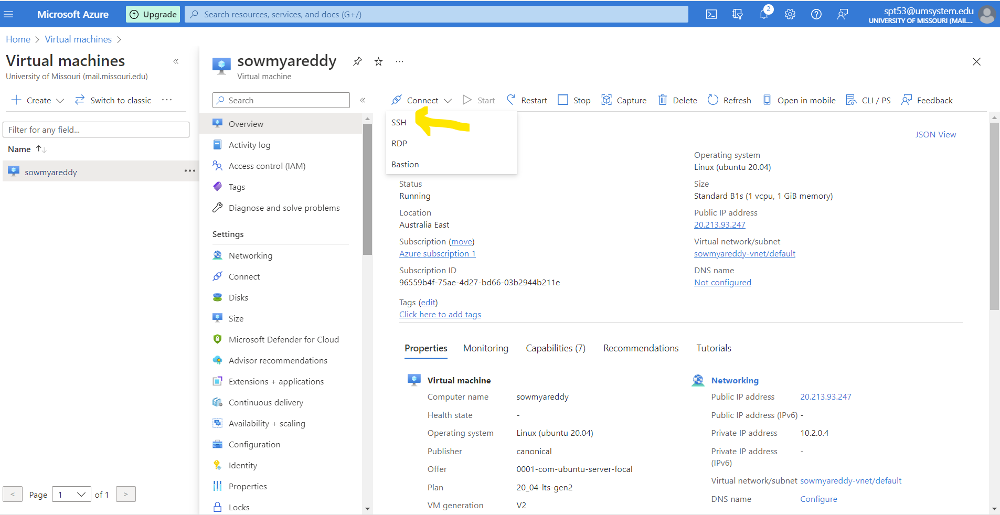 Microsoft Azure
Upgrade
Search resources, services, and docs (G+/)
2
spt53@umsystem.edu
UNIVERSITY OF MISSOURI (MAIL...
Home > Virtual machines >
Virtual machines
«
University of Missouri (mail.missouri.edu)
+ Create
Switch to classic
...
Filter for any field...
Name ↑↓
sowmyareddy
...
< Page 1 of 1 >
sowmyareddy
...
Virtual machine
Search
«
Overview
Activity log
Access control (IAM)
Tags
Diagnose and solve problems
Settings
Networking
Connect
Disks
Size
Microsoft Defender for Cloud
Advisor recommendations
Extensions + applications
Continuous delivery
Availability + scaling
Configuration
Identity
Properties
Locks
Connect
Start
Restart
Stop
Capture
Delete
Refresh
Open in mobile
CLI / PS
Feedback
SSH
RDP
Bastion
JSON View
Status
Running
Location
Australia East
Subscription (move)
Azure subscription 1
Subscription ID
96559b4f-75ae-4d27-bd66-03b2944b211e
Tags (edit)
Click here to add tags
Operating system
Linux (ubuntu 20.04)
Size
Standard B1s (1 vcpu, 1 GiB memory)
Public IP address
20.213.93.247
Virtual network/subnet
sowmyareddy-vnet/default
DNS name
Not configured
Properties
Monitoring
Capabilities (7)
Recommendations
Tutorials
Virtual machine
Computer name sowmyareddy
Health state -
Operating system Linux (ubuntu 20.04)
Publisher canonical
Offer 0001-com-ubuntu-server-focal
Plan 20_04-lts-gen2
VM generation V2
Networking
Public IP address 20.213.93.247
Public IP address (IPv6) -
Private IP address 10.2.0.4
Private IP address -
(IPv6)
Virtual network/subnet sowmyareddy-vnet/default
DNS name Configure